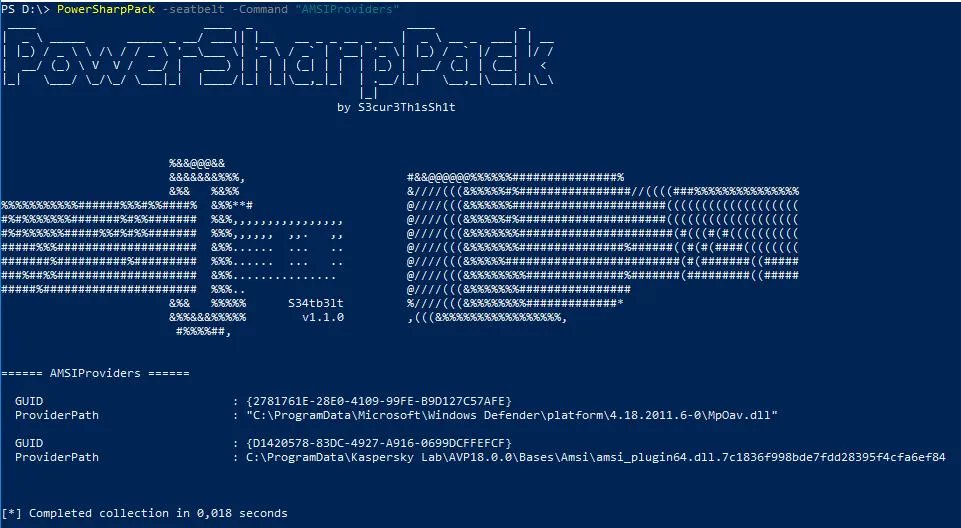 PS D:\> PowerSharpPack -seatbelt -Command "AMSIProviders"
PowerSharpPack
by S3cur3Th1sSh1t
S34tb3lt
v1.1.0
====== AMSIProviders ======
GUID : {2781761E-28E0-4109-99FE-B9D127C57AFE}
ProviderPath : "C:\ProgramData\Microsoft\Windows Defender\platform\4.18.2011.6-0\MpOav.dll"
GUID : {D1420578-83DC-4927-A916-0699DCFFEFCF}
ProviderPath : C:\ProgramData\Kaspersky Lab\AVP18.0.0\Bases\Amsi\amsi_plugin64.dll.7c1836f998bde7fdd28395f4cfa6ef84
[*] Completed collection in 0,018 seconds